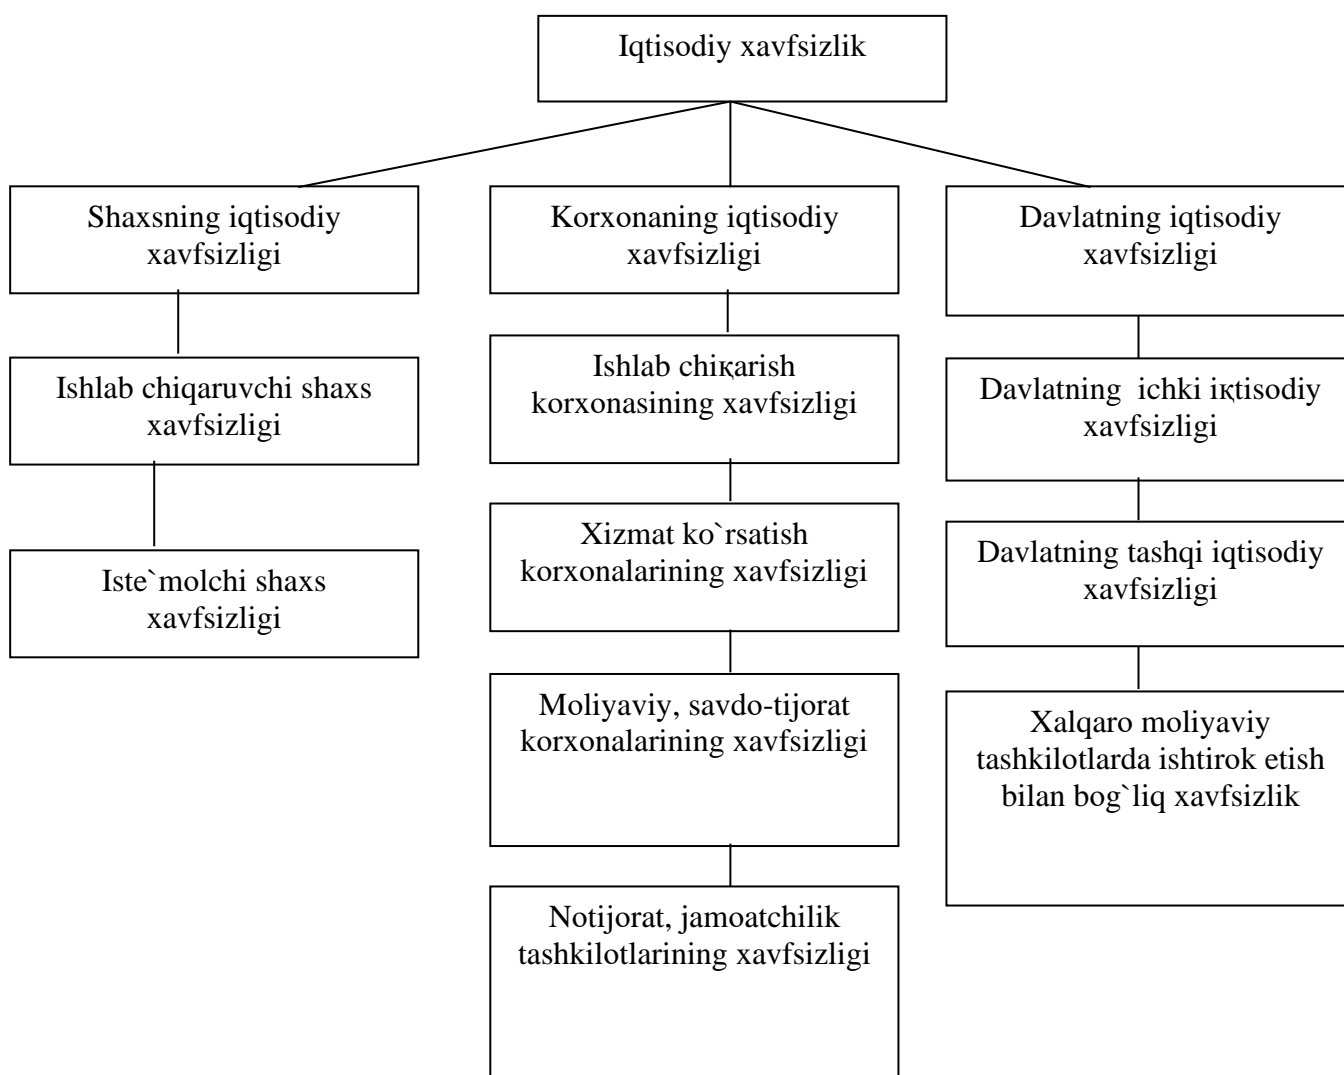 Iqtisodiy xavfsizlik
Shaxsning iqtisodiy
xavfsizligi
Ishlab chiqaruvchi shaxs
xavfsizligi
Iste`molchi shaxs
xavfsizligi
Korxonaning iqtisodiy
xavfsizligi
Ishlab chiқarish
korxonasining xavfsizligi
Xizmat ko`rsatish
korxonalarining xavfsizligi
Moliyaviy, savdo-tijorat
korxonalarining xavfsizligi
Notijorat, jamoatchilik
tashkilotlarining xavfsizligi
Davlatning iqtisodiy
xavfsizligi
Davlatning  ichki iқtisodiy
xavfsizligi
Davlatning tashqi iqtisodiy
xavfsizligi
Xalqaro moliyaviy
tashkilotlarda ishtirok etish
bilan bog`liq xavfsizlik